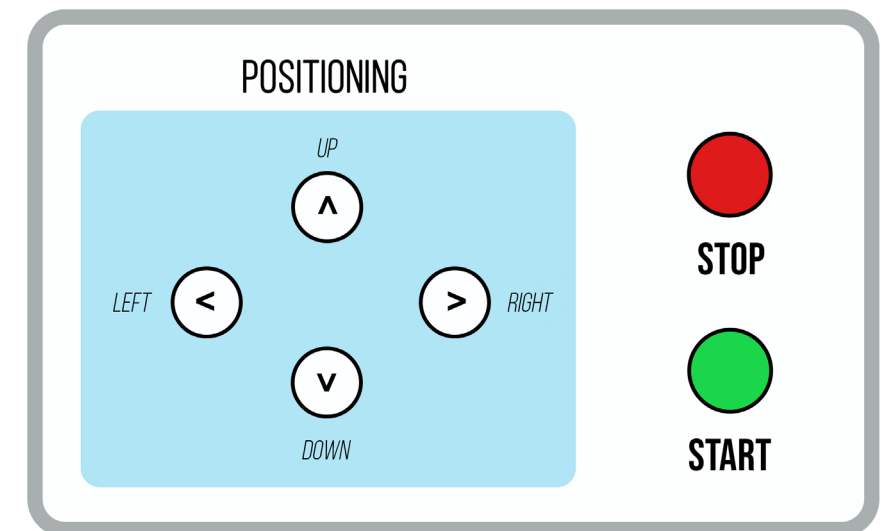 POSITIONING
UP
^
LEFT < > RIGHT
v
DOWN
STOP
START